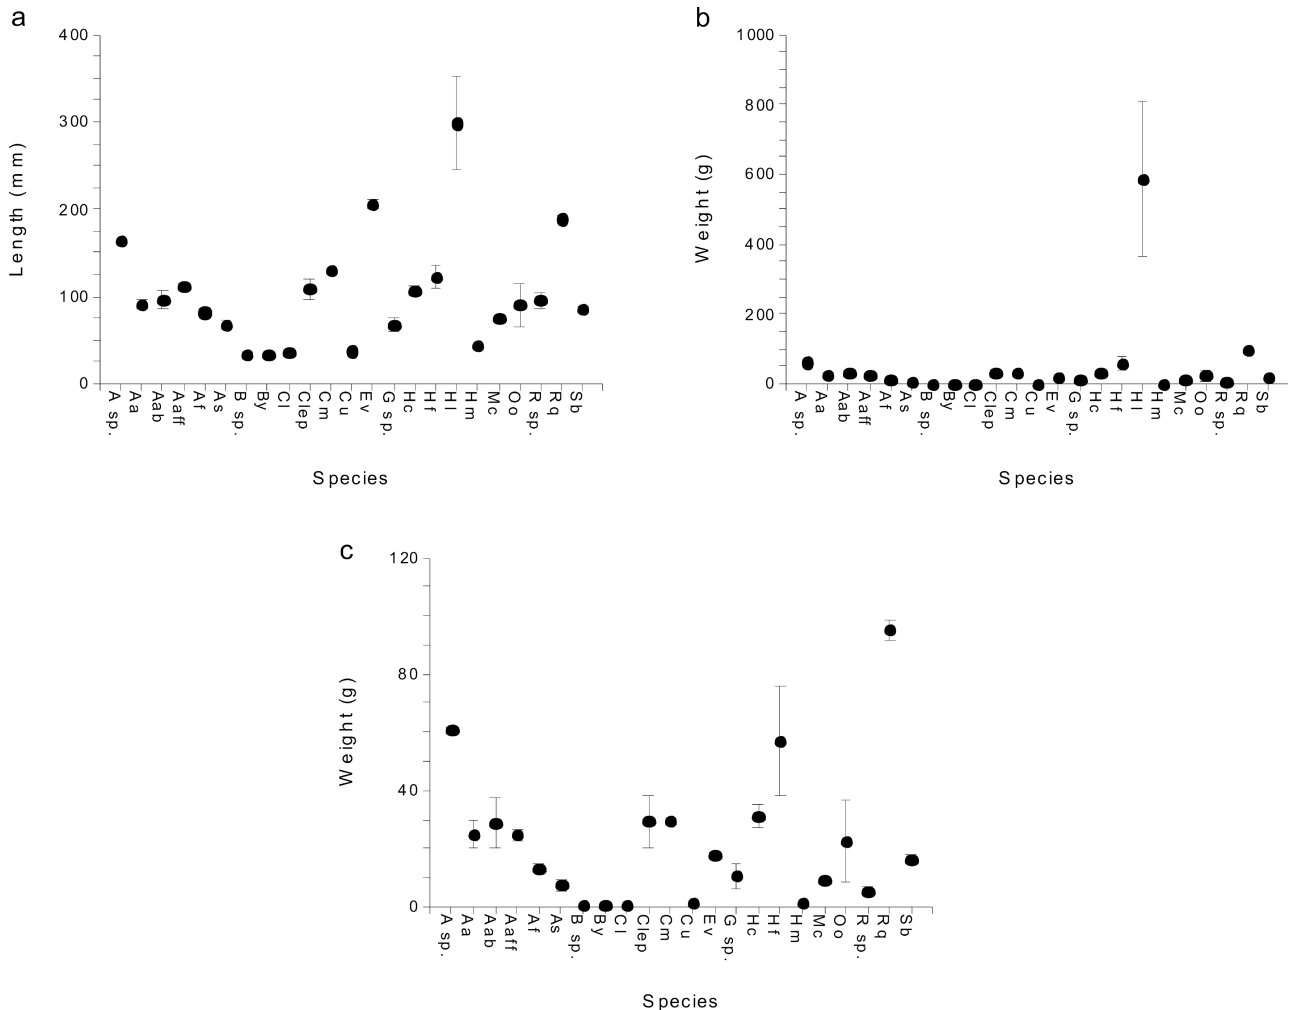 a
400
300
200
100
0
Length (mm)
A sp.
Aa
Aab
Aaff
Af
As
B sp.
By
Cl
Clep
Cm
Cu
Ev
G sp.
Hc
Hf
Hl
Hm
Mc
Oo
R sp.
Rq
Sb
Species
b
1000
800
600
400
200
0
Weight (g)
A sp.
Aa
Aab
Aaff
Af
As
B sp.
By
Cl
Clep
Cm
Cu
Ev
G sp.
Hc
Hf
Hl
Hm
Mc
Oo
R sp.
Rq
Sb
Species
c
120
80
40
0
Weight (g)
A sp.
Aa
Aab
Aaff
Af
As
B sp.
By
Cl
Clep
Cm
Cu
Ev
G sp.
Hc
Hf
Hm
Mc
Oo
R sp.
Rq
Sb
Species